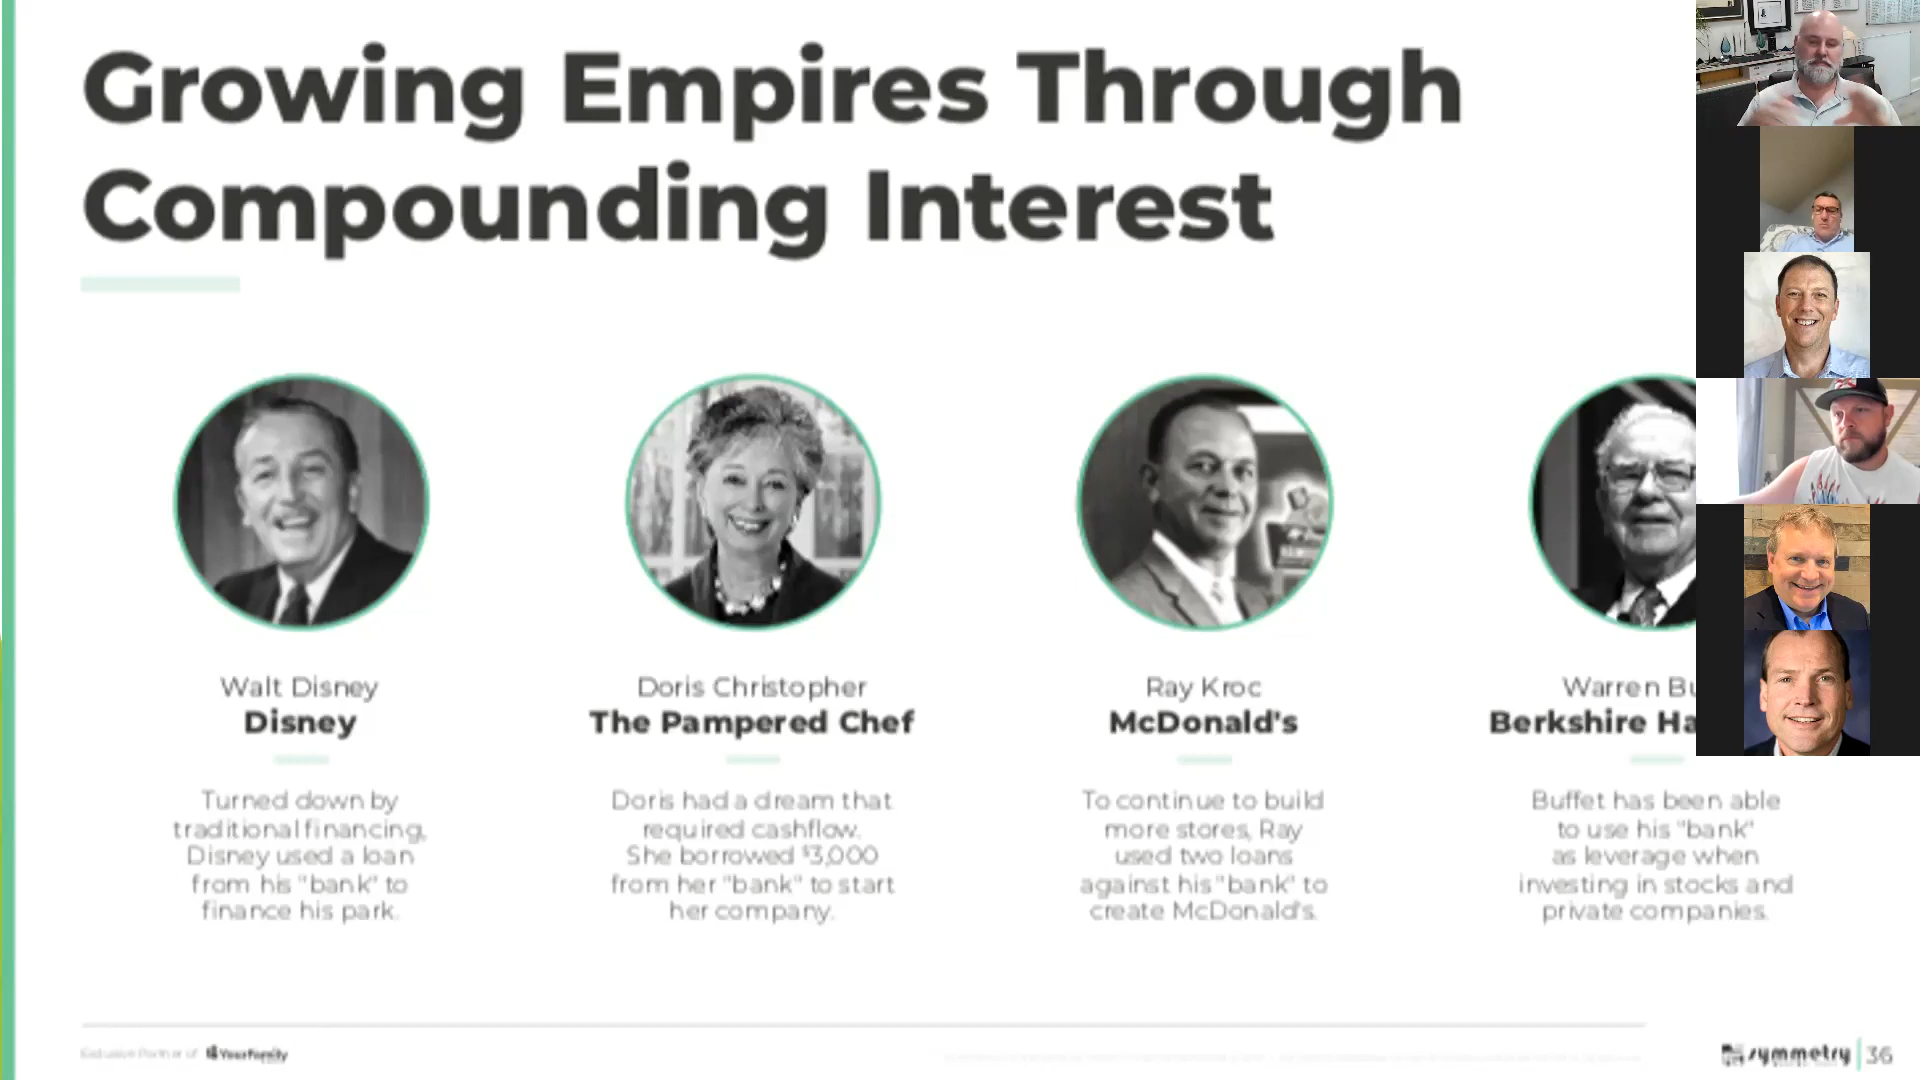 Growing Empires Through
Compounding Interest
Walt Disney
Disney
Turned down by
traditional financing,
Disney used a loan
from his "bank" to
finance his park.
Doris Christopher
The Pampered Chef
Doris had a dream that
required cashflow.
She borrowed $3,000
from her "bank" to start
her company.
Ray Kroc
McDonald's
To continue to build
more stores, Ray
used two loans
against his "bank" to
create McDonald's.
Warren Bu
Berkshire Ha
Buffet has been able
to use his "bank"
as leverage when
investing in stocks and
private companies.
Exclusive Partner of YourFamily
symmetry 36